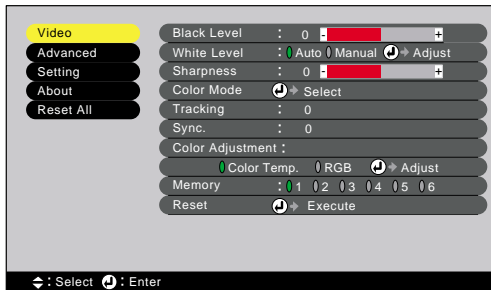 Video
Advanced
Setting
About
Reset All
Black Level : 0 - +
White Level : Auto Manual Adjust
Sharpness : 0 - +
Color Mode Select
Tracking : 0
Sync. : 0
Color Adjustment :
Color Temp. RGB Adjust
Memory : 1 2 3 4 5 6
Reset Execute
: Select : Enter